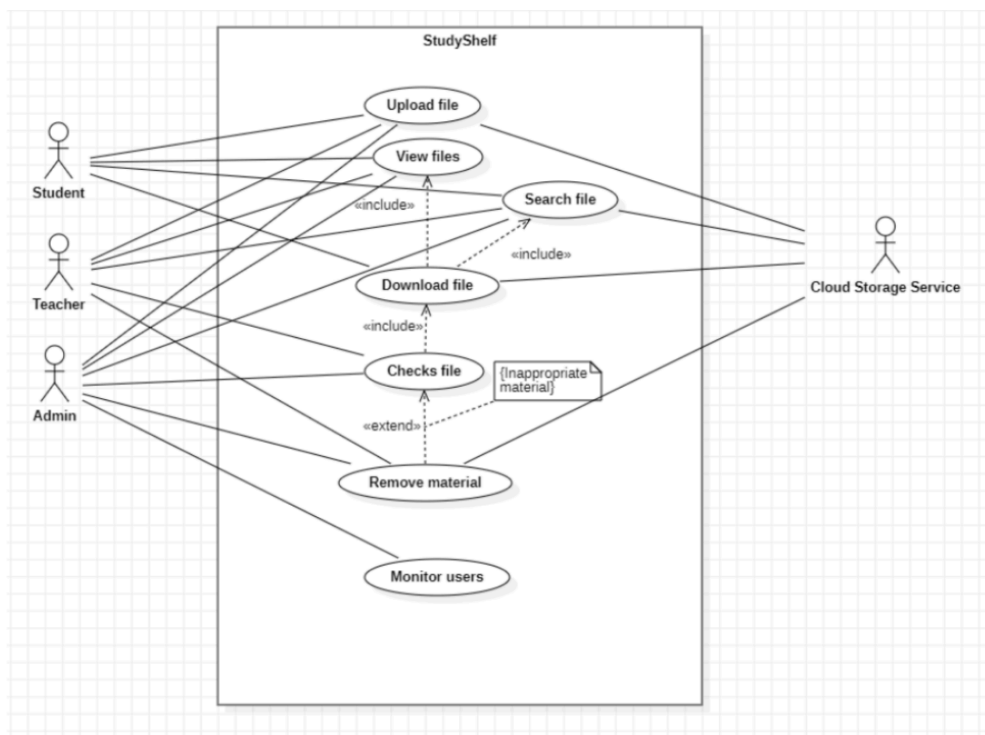 StudyShelf
Upload file
View files
Student
«include»
Search file
Teacher
«include»
Download file
Cloud Storage Service
«include»
Admin
Checks file
{Inappropriate
material}
«extend»
Remove material
Monitor users